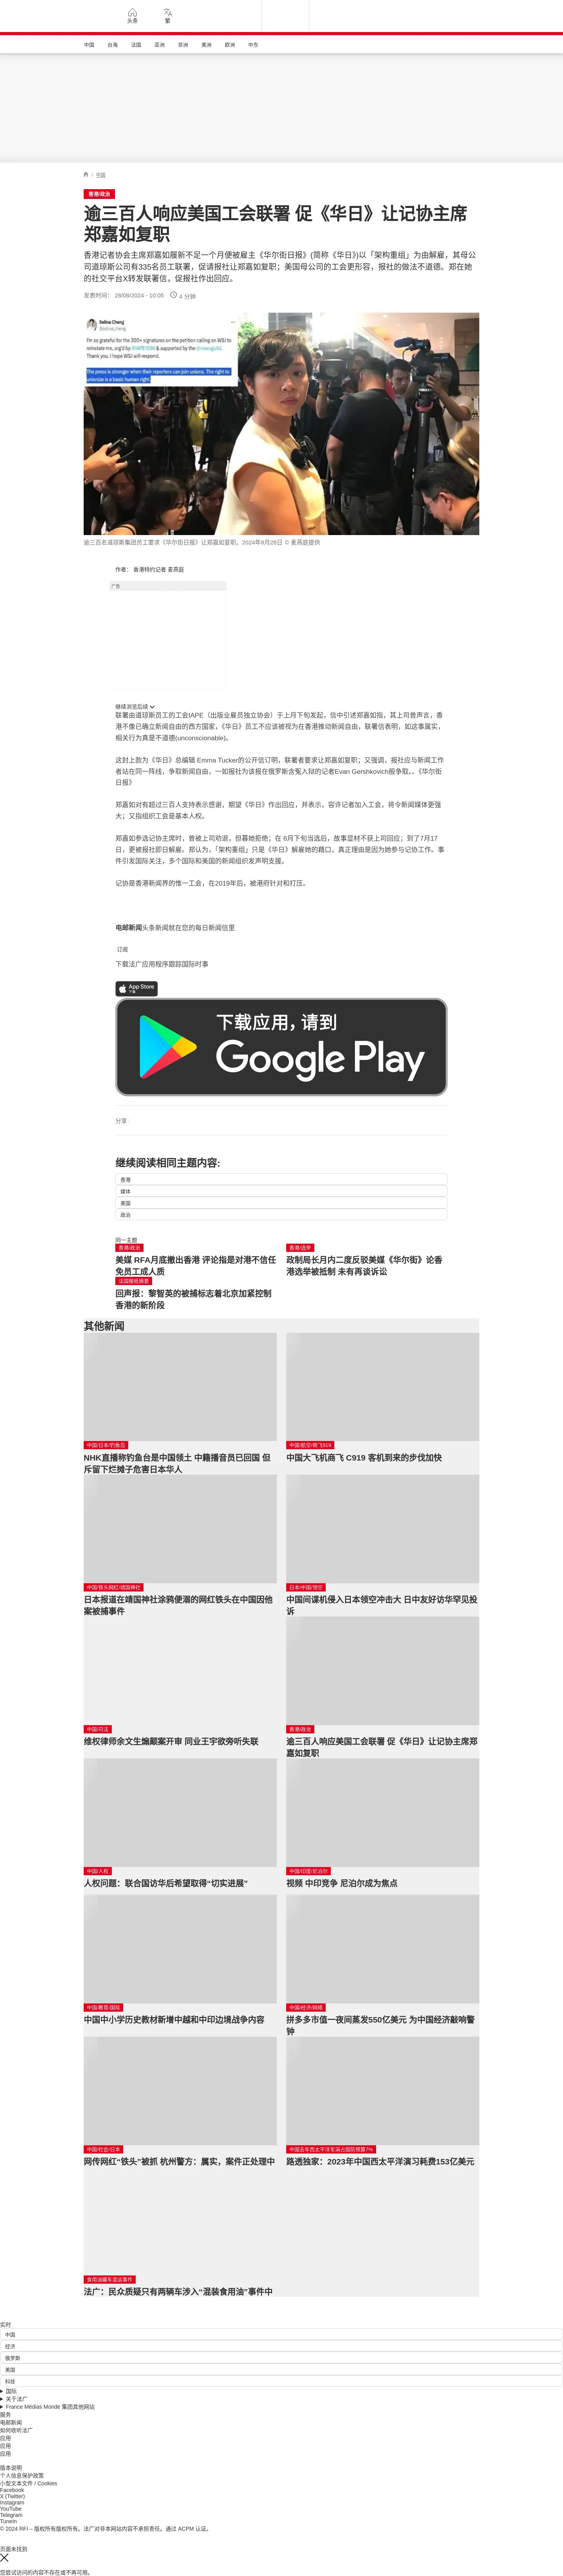 头条
繁
中国
台海
法国
亚洲
非洲
美洲
欧洲
中东
/ 中国
香港/政治
逾三百人响应美国工会联署 促《华日》让记协主席
郑嘉如复职
香港记者协会主席郑嘉如履新不足一个月便被雇主《华尔街日报》(简称《华日》)以「架构重组」为由解雇，其母公
司道琼斯公司有335名员工联署，促请报社让郑嘉如复职；美国母公司的工会更形容，报社的做法不道德。郑在她
的社交平台X转发联署信，促报社作出回应。
发表时间： 28/08/2024 - 10:05
4 分钟
Selina Cheng
@selina_cheng
I'm so grateful for the 300+ signatures on the petition calling on WSJ to
reinstate me, org'd by @IAPE1096 & supported by @newsguild.
Thank you. I hope WSJ will respond.
The press is stronger when their reporters can join unions. The right to
unionize is a basic human right.
逾三百名道琼斯集团员工要求《华尔街日报》让郑嘉如复职。2024年8月26日 © 麦燕庭提供
作者： 香港特约记者 麦燕庭
广告
继续浏览后续
联署由道琼斯员工的工会IAPE（出版业雇员独立协会）于上月下旬发起，信中引述郑嘉如指，其上司曾声言，香
港不像已确立新闻自由的西方国家，《华日》员工不应该被视为在香港推动新闻自由，联署信表明，如这事属实，
相关行为真是不道德(unconscionable)。
这封上款为《华日》总编辑 Emma Tucker的公开信订明，联署者要求让郑嘉如复职；又强调，报社应与新闻工作
者站在同一阵线，争取新闻自由，一如报社为该报在俄罗斯含冤入狱的记者Evan Gershkovich般争取。。《华尔街
日报》
郑嘉如对有超过三百人支持表示感谢，期望《华日》作出回应，并表示，容许记者加入工会，将令新闻媒体更强
大；又指组织工会是基本人权。
郑嘉如参选记协主席时，曾被上司劝退，但暮她拒绝；在 6月下旬当选后，故事显材不获上司回应；到了7月17
日，更被报社即日解雇。郑认为，「架构重组」只是《华日》解雇她的藉口，真正理由是因为她参与记协工作。事
件引发国际关注，多个国际和美国的新闻组织发声明支援。
记协是香港新闻界的惟一工会，在2019年后，被港府针对和打压。
电邮新闻头条新闻就在您的每日新闻信里
订阅
下载法广应用程序跟踪国际时事
App Store
下载
下载应用，请到
Google Play
分享 :
继续阅读相同主题内容:
香港
媒体
美国
政治
同一主题
香港/政治
美媒 RFA月底撤出香港 评论指是对港不信任
免员工成人质
香港/选举
政制局长月内二度反驳美媒《华尔街》论香
港选举被抵制 未有再谈诉讼
法国报纸摘要
回声报：黎智英的被捕标志着北京加紧控制
香港的新阶段
其他新闻
中国/日本/钓鱼岛
NHK直播称钓鱼台是中国领土 中籍播音员已回国 但
斥留下烂摊子危害日本华人
中国/航空/商飞919
中国大飞机商飞 C919 客机到来的步伐加快
中国/铁头网红/靖国神社
日本报道在靖国神社涂鸦便溺的网红铁头在中国因他
案被捕事件
日本/中国/侵空
中国间谍机侵入日本领空冲击大 日中友好访华罕见投
诉
中国/司法
维权律师余文生煽颠案开审 同业王宇欲旁听失联
香港/政治
逾三百人响应美国工会联署 促《华日》让记协主席郑
嘉如复职
中国/人权
人权问题：联合国访华后希望取得“切实进展”
中国/印度/尼泊尔
视频 中印竞争 尼泊尔成为焦点
中国/教育/国际
中国中小学历史教材新增中越和中印边境战争内容
中国/经济/网络
拼多多市值一夜间蒸发550亿美元 为中国经济敲响警
钟
中国/社会/日本
网传网红“铁头”被抓 杭州警方：属实，案件正处理中
中国去年西太平洋军演占国防预算7%
路透独家：2023年中国西太平洋演习耗费153亿美元
食用油罐车混运事件
法广：民众质疑只有两辆车涉入“混装食用油”事件中
实时
中国
经济
俄罗斯
美国
科技
国际
关于法广
France Médias Monde 集团其他网站
服务
电邮新闻
如何收听法广
应用
应用
应用
版本说明
个人信息保护政策
小型文本文件 / Cookies
Facebook
X (Twitter)
Instagram
YouTube
Telegram
TuneIn
© 2024 RFI – 版权所有版权所有。法广对非本网站内容不承担责任。通过 ACPM 认证。
页面未找到
您尝试访问的内容不存在或不再可用。